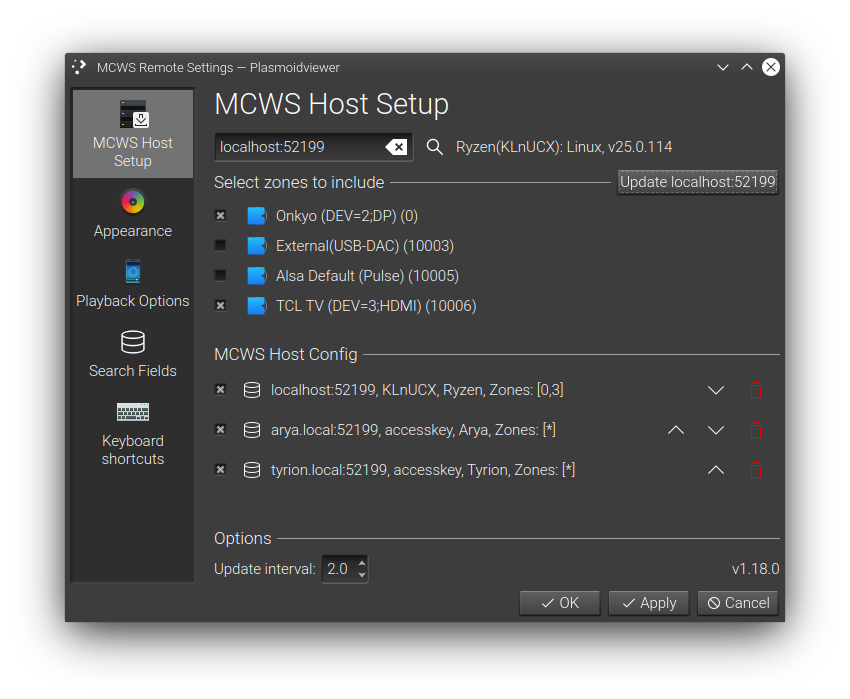 MCWS Remote Settings — Plasmoidviewer
MCWS Host
Setup
Appearance
Playback Options
Search Fields
Keyboard
shortcuts
MCWS Host Setup
localhost:52199
Ryzen(KLnUCX): Linux, v25.0.114
Select zones to include
Update localhost:52199
Onkyo (DEV=2;DP) (0)
External(USB-DAC) (10003)
Alsa Default (Pulse) (10005)
TCL TV (DEV=3;HDMI) (10006)
MCWS Host Config
localhost:52199, KLnUCX, Ryzen, Zones: [0,3]
arya.local:52199, accesskey, Arya, Zones: [*]
tyrion.local:52199, accesskey, Tyrion, Zones: [*]
Options
Update interval: 2.0
v1.18.0
OK
Apply
Cancel